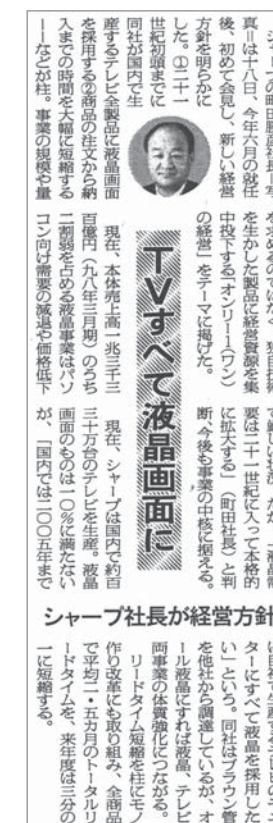 シャープの町田勝彦社長＝写
真＝は十八日、今年六月の就任
後、初めて会見し、新しい経営
方針を明らかに
した。①二十一
世紀初頭までに
同社が国内で生
産するテレビ全製品に液晶画面
を採用する②商品の注文から納
入までの時間を大幅に短縮する
――などが柱。事業の規模や量
を生かした製品に経営資源を集
中投下する「オンリー１（ワン）
の経営」をテーマに掲げた。
TVすべて液晶画面に
シャープ社長が経営方針
現在、本体売上高一兆三千三
百億円（九八年三月期）のうち
二割弱を占める液晶事業はパソ
コン向け需要の減退や価格低下
要は二十一世紀に入って本格的
に拡大する」（町田社長）と判
断、今後も事業の中核に据える。
現在、シャープは国内で約百
三十万台のテレビを生産。液晶
画面のものは一〇％に満たない
が、「国内では二〇〇五年まで
ターにすべて液晶を採用した
い」という。同社はブラウン管
を他社から調達しているが、オ
ール液晶にすれば液晶、テレビ
両事業の体質強化につながる。
リードタイム短縮を柱にモノ
作り改革にも取り組み、全商品
で平均二・五カ月のトータルリ
ードタイムを、来年度は三分の
一に短縮する。